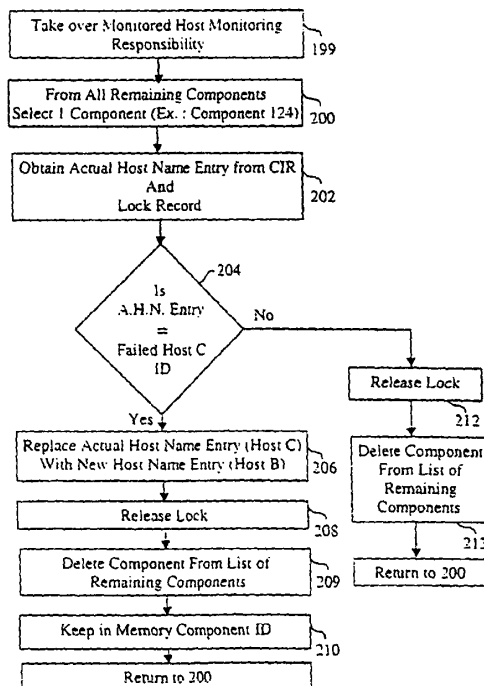 Take over Monitored Host Monitoring
Responsibility
199
From All Remaining Components
Select 1 Component (Ex. : Component 124)
200
Obtain Actual Host Name Entry from CIR
And
Lock Record
202
204
Is
A.H.N. Entry
=
Failed Host C
ID
No
Yes
Release Lock
212
Delete Component
From List of
Remaining
Components
213
Return to 200
Replace Actual Host Name Entry (Host C)
With New Host Name Entry (Host B)
206
Release Lock
208
Delete Component From List of
Remaining Components
209
Keep in Memory Component ID
210
Return to 200